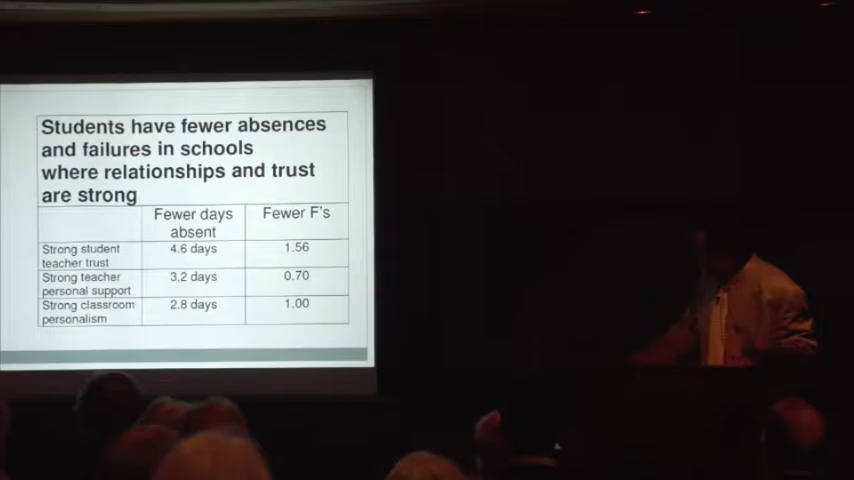 Students have fewer absences
and failures in schools
where relationships and trust
are strong
Fewer days
absent
Fewer F's
Strong student
teacher trust
4.6 days
1.56
Strong teacher
personal support
3.2 days
0.70
Strong classroom
personalism
2.8 days
1.00